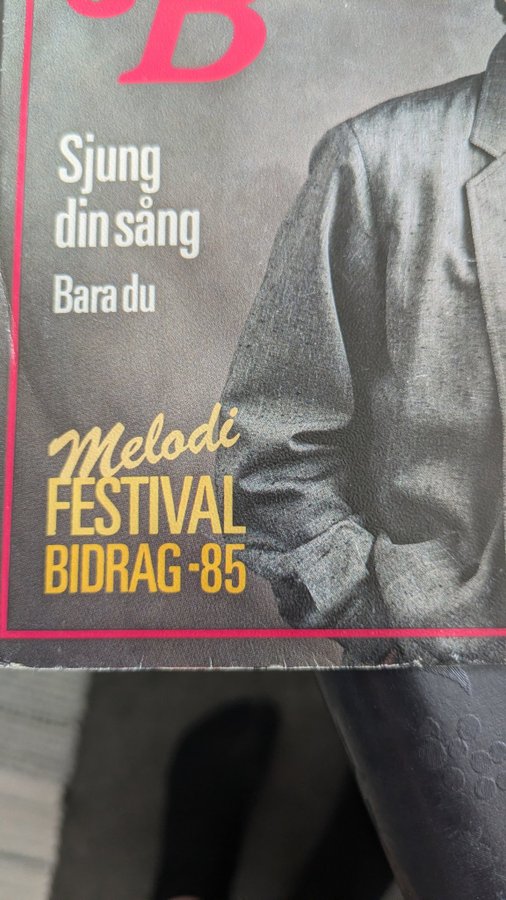 B
Sjung
din sång
Bara du
Melodi
FESTIVAL
BIDRAG -85